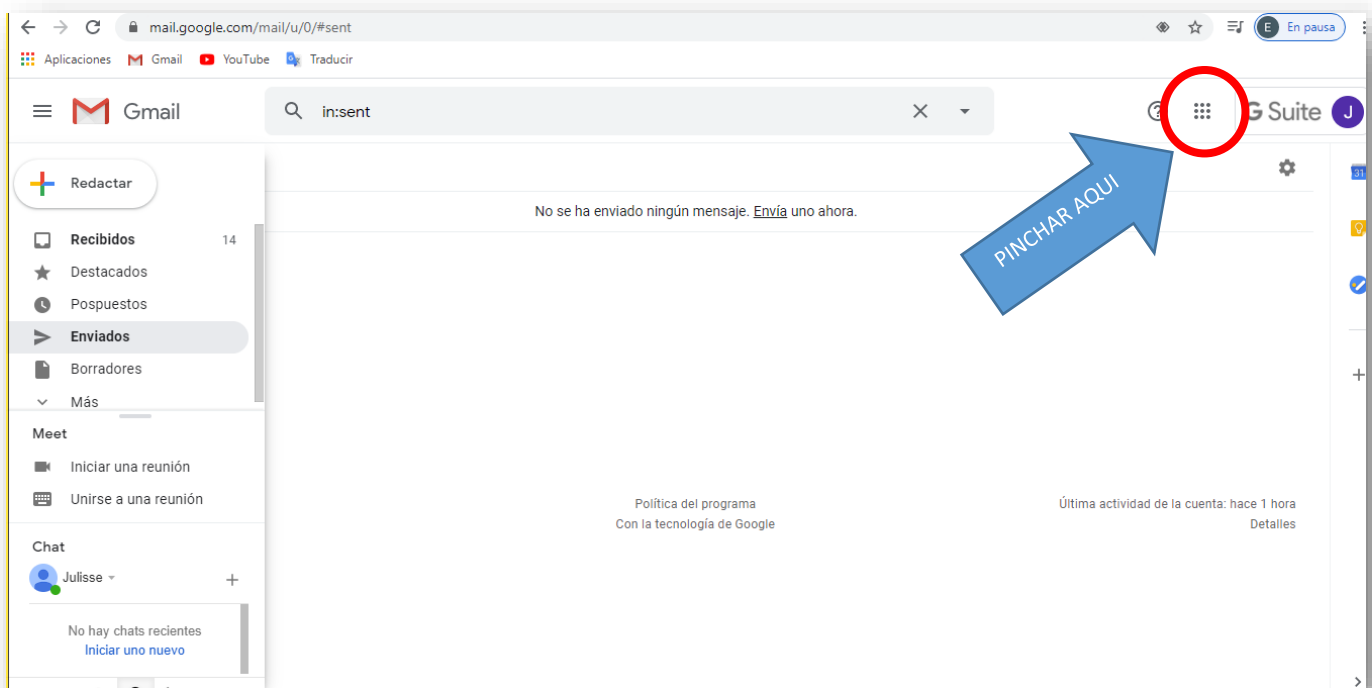 mail.google.com/mail/u/0/#sent
E En pausa
Aplicaciones Gmail YouTube Traducir
Gmail
in:sent
G Suite J
Redactar
31
No se ha enviado ningún mensaje. Envía uno ahora.
PINCHAR AQUI
Recibidos 14
Destacados
Pospuestos
Enviados
Borradores
Más
Meet
Iniciar una reunión
Unirse a una reunión
Política del programa
Con la tecnología de Google
Última actividad de la cuenta: hace 1 hora
Detalles
Chat
Julisse
No hay chats recientes
Iniciar uno nuevo